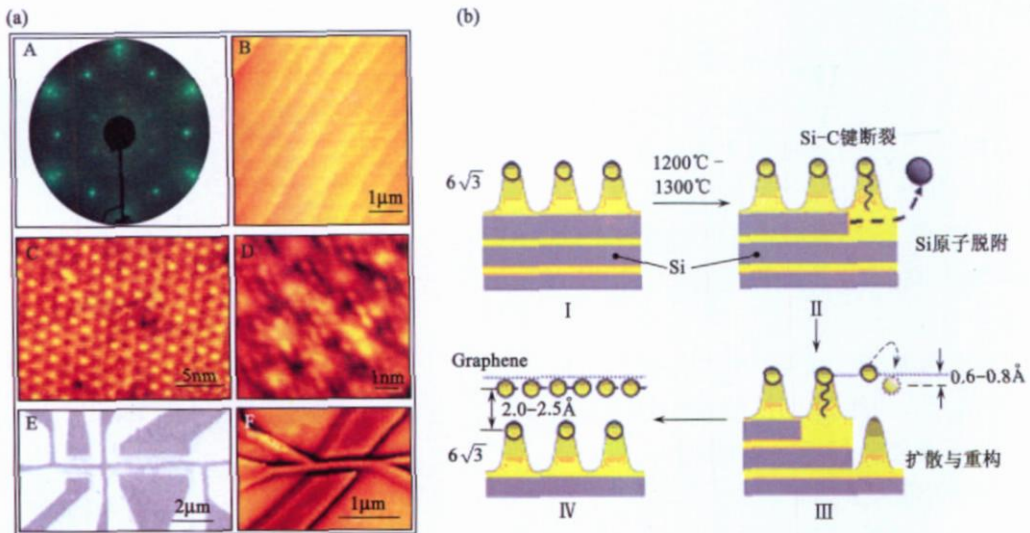 (a)
A
B
1μm
C
5nm
D
1nm
E
2μm
F
1μm
(b)
6√3
1200℃ -
1300℃
Si-C键断裂
Si原子脱附
Si
I
II
Graphene
2.0-2.5Å
6√3
IV
0.6-0.8Å
扩散与重构
III